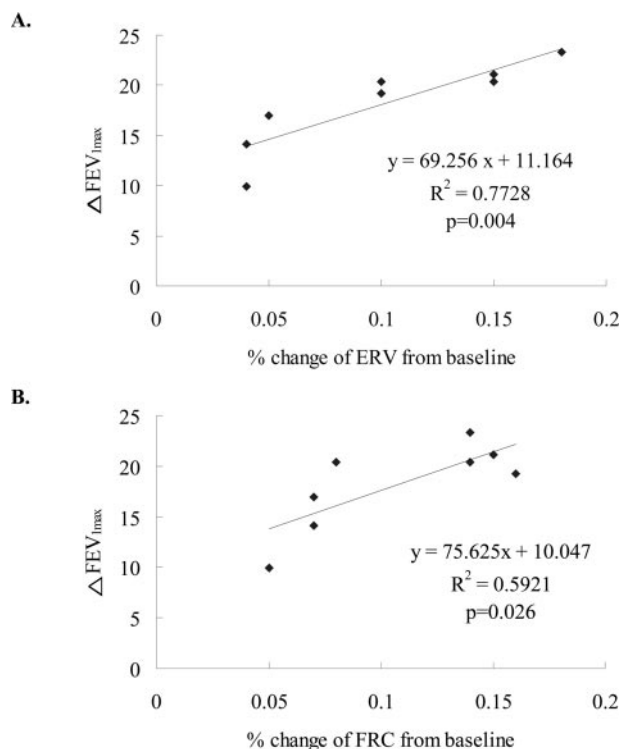 A.
25
20
15
10
5
0
△FEV1max
y = 69.256 x + 11.164
R² = 0.7728
p=0.004
0 0.05 0.1 0.15 0.2
% change of ERV from baseline
B.
25
20
15
10
5
0
△FEV1max
y = 75.625x + 10.047
R² = 0.5921
p=0.026
0 0.05 0.1 0.15 0.2
% change of FRC from baseline